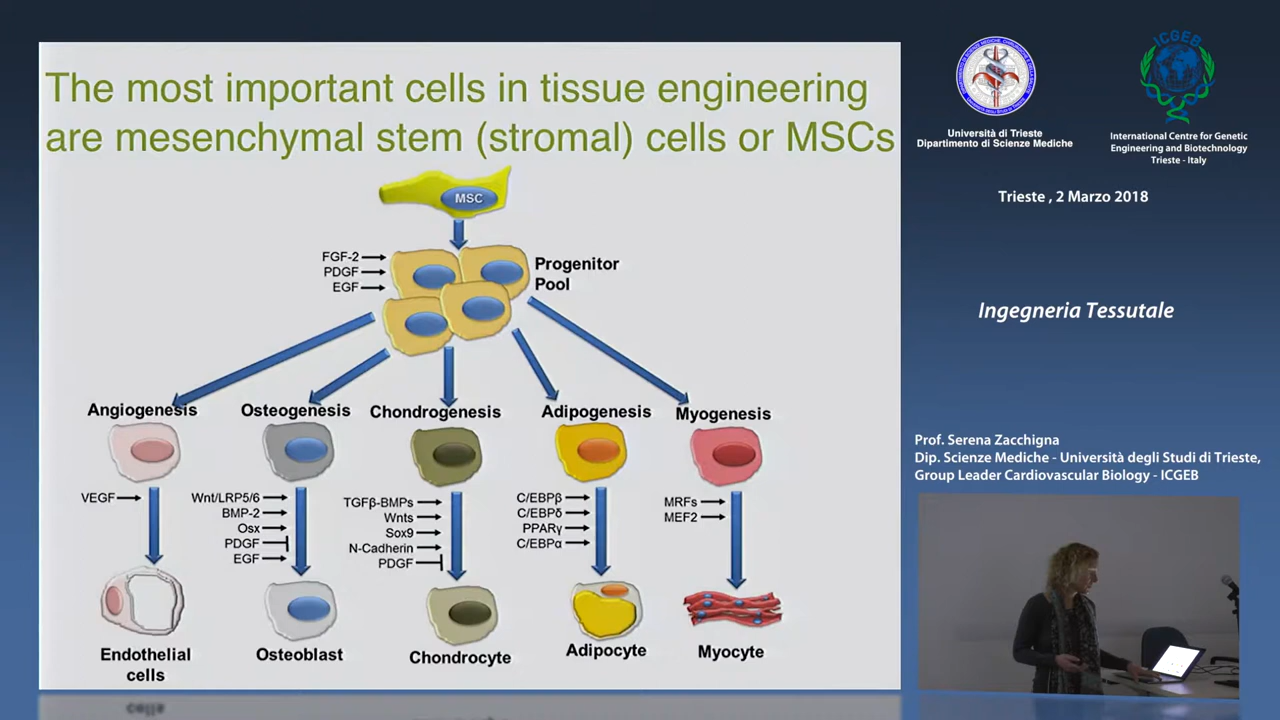 The most important cells in tissue engineering
are mesenchymal stem (stromal) cells or MSCs
MSC
FGF-2
PDGF
EGF
Progenitor
Pool
Angiogenesis
Osteogenesis
Chondrogenesis
Adipogenesis
Myogenesis
VEGF
Wnt/LRP5/6
BMP-2
Osx
PDGF
EGF
TGFβ-BMPs
Wnts
Sox9
N-Cadherin
PDGF
C/EBPβ
C/EBPδ
PPARγ
C/EBPα
MRFs
MEF2
Endothelial
cells
Osteoblast
Chondrocyte
Adipocyte
Myocyte
Università di Trieste
Dipartimento di Scienze Mediche
ICGEB
International Centre for Genetic
Engineering and Biotechnology
Trieste - Italy
Trieste , 2 Marzo 2018
Ingegneria Tessutale
Prof. Serena Zacchigna
Dip. Scienze Mediche - Università degli Studi di Trieste,
Group Leader Cardiovascular Biology - ICGEB